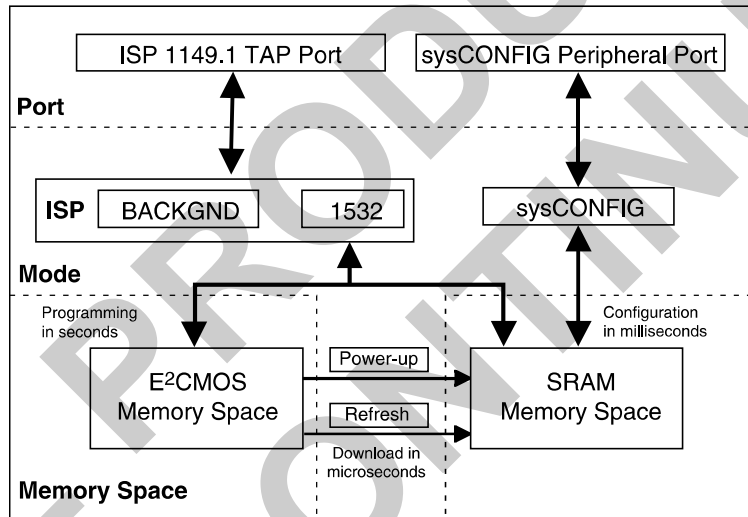 ISP 1149.1 TAP Port
sysCONFIG Peripheral Port
Port
ISP
BACKGND
1532
sysCONFIG
Mode
Programming
in seconds
Configuration
in milliseconds
E²CMOS
Memory Space
Power-up
Refresh
Download in
microseconds
SRAM
Memory Space
Memory Space